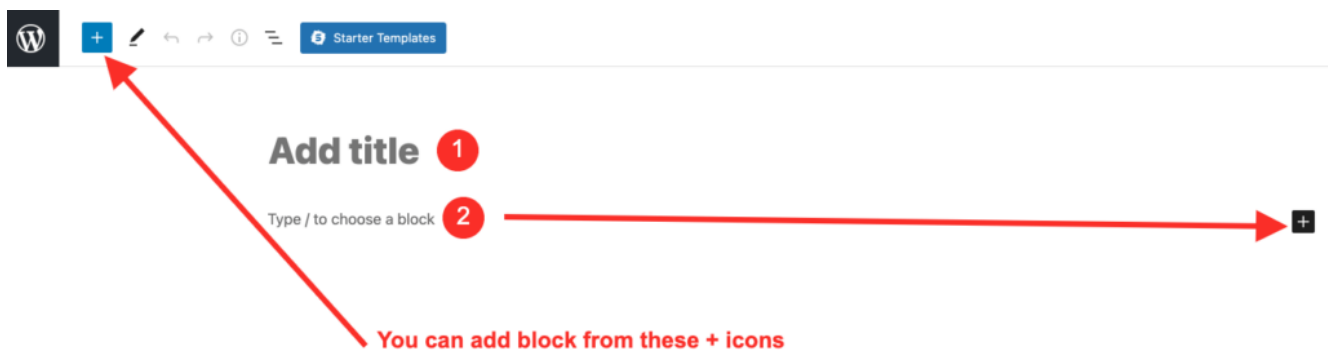 Starter Templates
Add title 1
Type / to choose a block 2
You can add block from these + icons